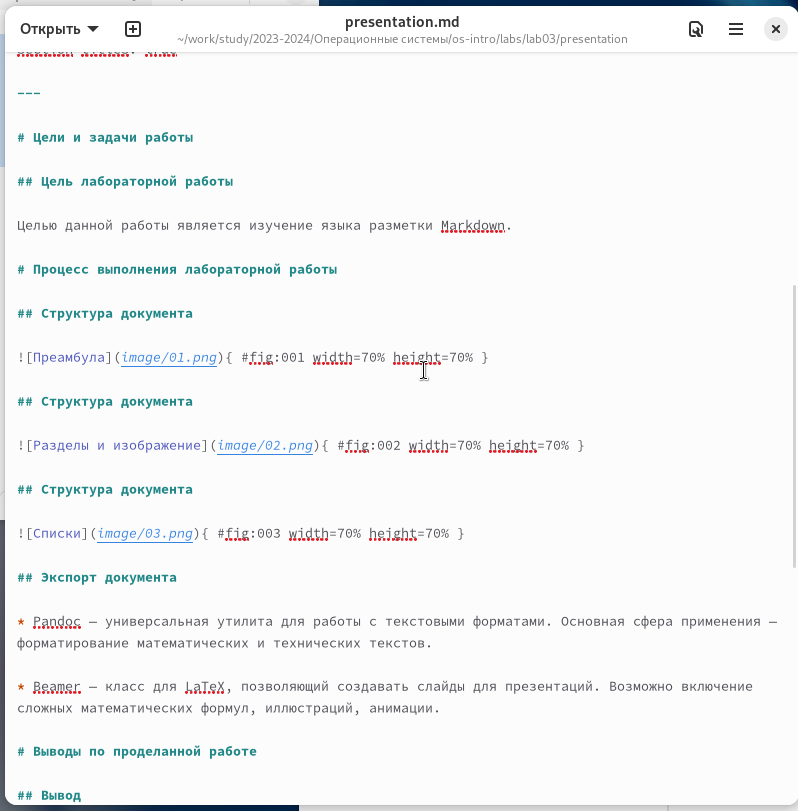 Открыть
presentation.md
~/work/study/2023-2024/Операционные системы/os-intro/labs/lab03/presentation
---
# Цели и задачи работы
## Цель лабораторной работы
Целью данной работы является изучение языка разметки Markdown.
# Процесс выполнения лабораторной работы
## Структура документа
![Преамбула](image/01.png){ #fig:001 width=70% height=70% }
## Структура документа
![Разделы и изображение](image/02.png){ #fig:002 width=70% height=70% }
## Структура документа
![Списки](image/03.png){ #fig:003 width=70% height=70% }
## Экспорт документа
* Pandoc — универсальная утилита для работы с текстовыми форматами. Основная сфера применения —
форматирование математических и технических текстов.
* Beamer — класс для LaTeX, позволяющий создавать слайды для презентаций. Возможно включение
сложных математических формул, иллюстраций, анимации.
# Выводы по проделанной работе
## Вывод